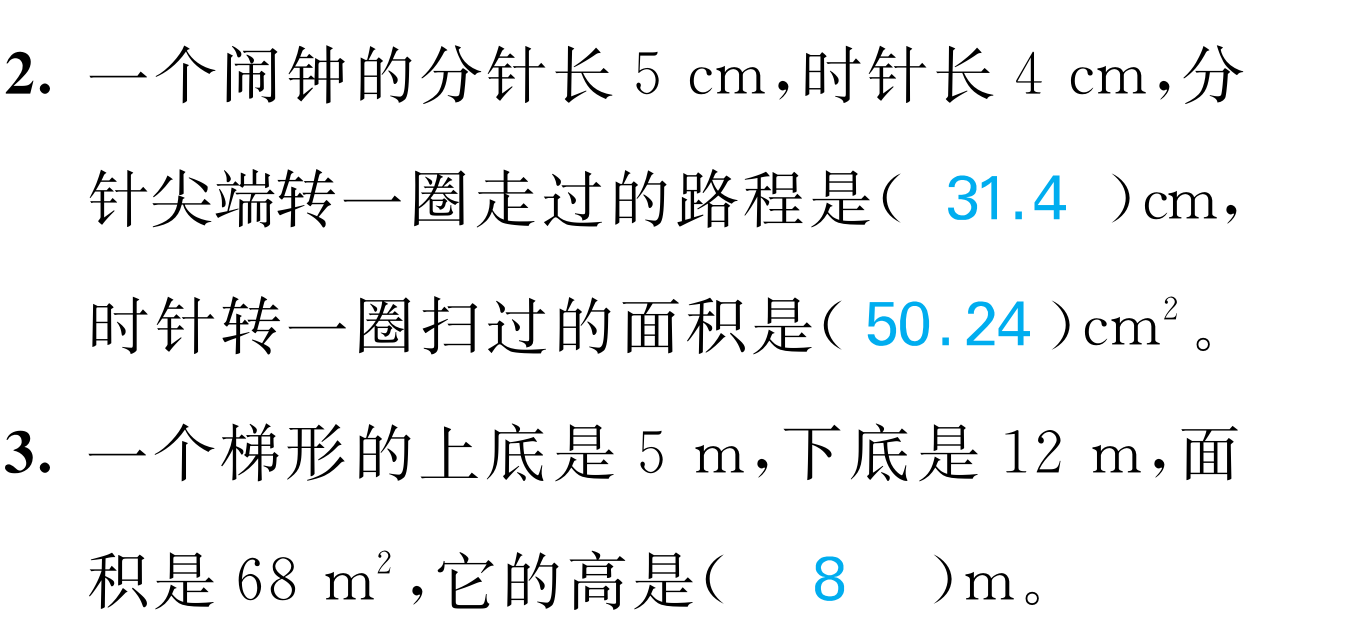 2. 一个闹钟的分针长 5 cm,时针长 4 cm,分
针尖端转一圈走过的路程是( 31.4 )cm,
时针转一圈扫过的面积是( 50.24 )cm²。
3. 一个梯形的上底是 5 m,下底是 12 m,面
积是 68 m²,它的高是( 8 )m。